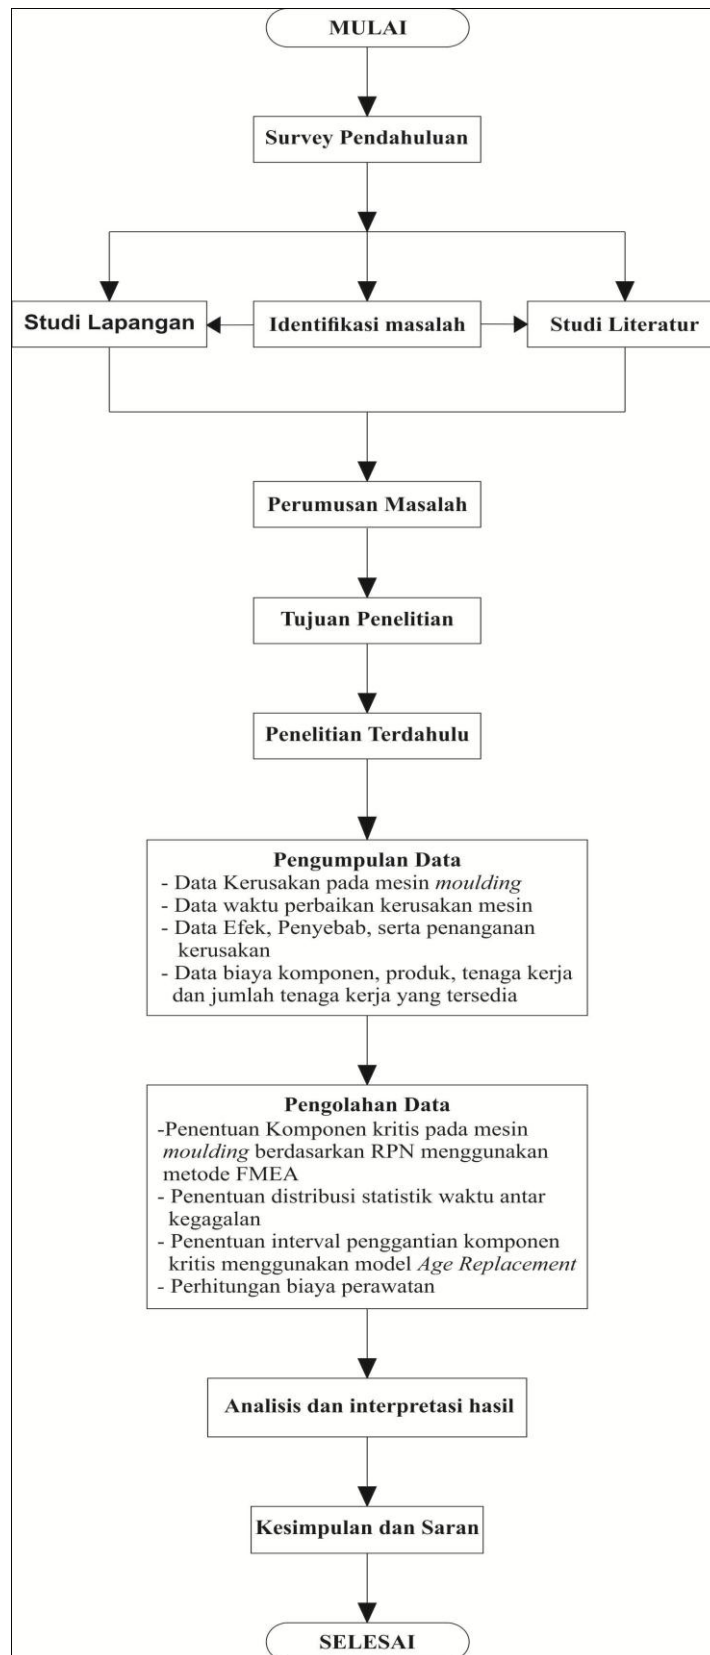 MULAI
Survey Pendahuluan
Studi Lapangan
Identifikasi masalah
Studi Literatur
Perumusan Masalah
Tujuan Penelitian
Penelitian Terdahulu
Pengumpulan Data
- Data Kerusakan pada mesin moulding
- Data waktu perbaikan kerusakan mesin
- Data Efek, Penyebab, serta penanganan
kerusakan
- Data biaya komponen, produk, tenaga kerja
dan jumlah tenaga kerja yang tersedia
Pengolahan Data
-Penentuan Komponen kritis pada mesin
moulding berdasarkan RPN menggunakan
metode FMEA
- Penentuan distribusi statistik waktu antar
kegagalan
- Penentuan interval penggantian komponen
kritis menggunakan model Age Replacement
- Perhitungan biaya perawatan
Analisis dan interpretasi hasil
Kesimpulan dan Saran
SELESAI